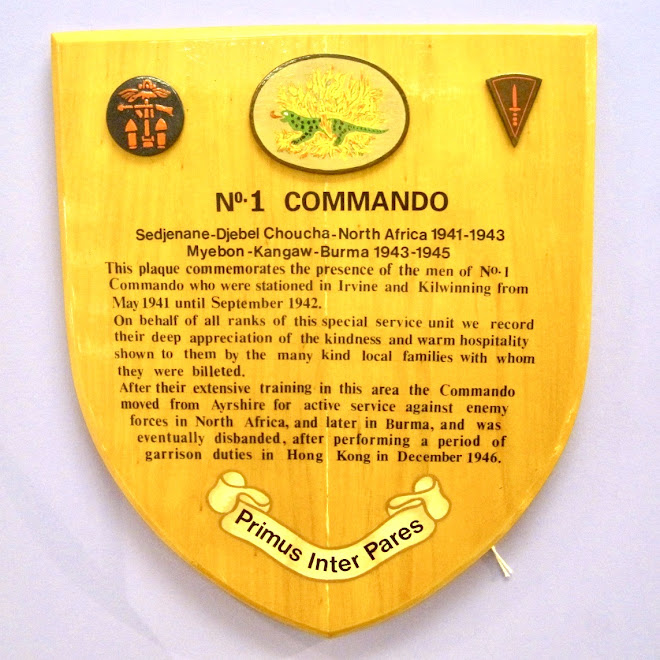 No. 1 COMMANDO
Sedjenane-Djebel Choucha-North Africa 1941-1943
Myebon-Kangaw-Burma 1943-1945
This plaque commemorates the presence of the men of No. 1
Commando who were stationed in Irvine and Kilwinning from
May 1941 until September 1942.
On behalf of all ranks of this special service unit we record
their deep appreciation of the kindness and warm hospitality
shown to them by the many kind local families with whom
they were billeted.
After their extensive training in this area the Commando
moved from Ayrshire for active service against enemy
forces in North Africa, and later in Burma, and was
eventually disbanded, after performing a period of
garrison duties in Hong Kong in December 1946.
Primus Inter Pares